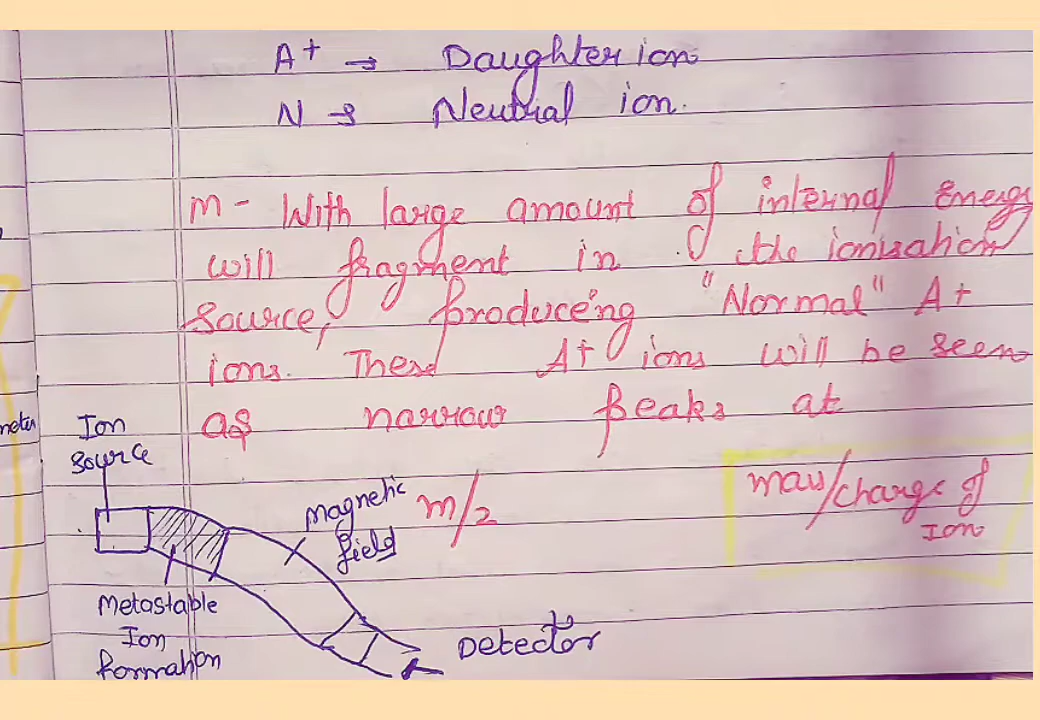 A+ → Daughter ion
N → Neutral ion.
m - With large amount of internal Energy
will fragment in the ionisation
source, produceing "Normal" A+
ions. These A+ ions will be seen
as narrow peaks at
Ion
source
magnetic
field
m/z
mass/charge of
Ion
Metastable
Ion
formation
Detector